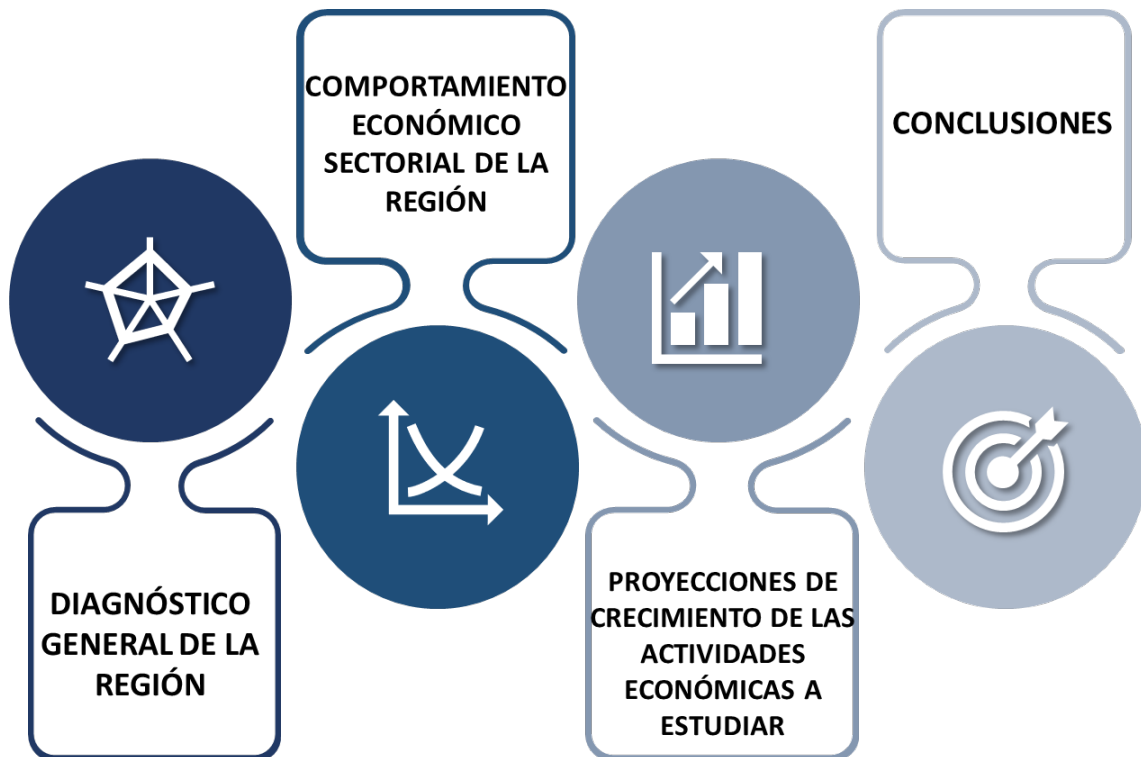 DIAGNÓSTICO
GENERAL DE LA
REGIÓN
COMPORTAMIENTO
ECONÓMICO
SECTORIAL DE LA
REGIÓN
PROYECCIONES DE
CRECIMIENTO DE LAS
ACTIVIDADES
ECONÓMICAS A
ESTUDIAR
CONCLUSIONES